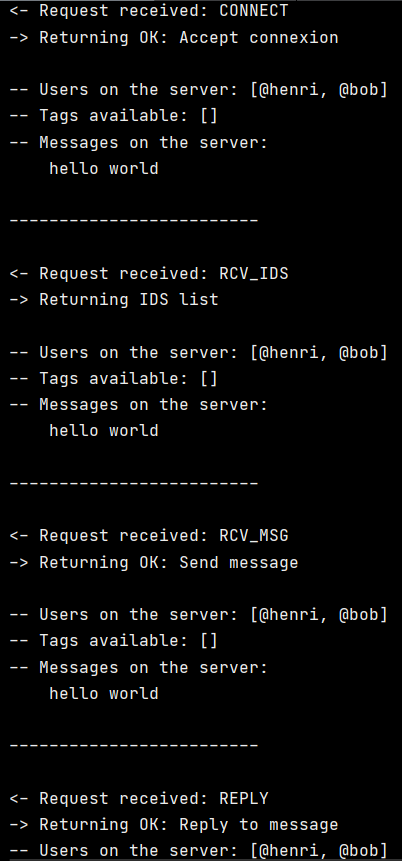 <- Request received: CONNECT
-> Returning OK: Accept connexion
-- Users on the server: [@henri, @bob]
-- Tags available: []
-- Messages on the server:
hello world
-------------------------
<- Request received: RCV_IDS
-> Returning IDS list
-- Users on the server: [@henri, @bob]
-- Tags available: []
-- Messages on the server:
hello world
-------------------------
<- Request received: RCV_MSG
-> Returning OK: Send message
-- Users on the server: [@henri, @bob]
-- Tags available: []
-- Messages on the server:
hello world
-------------------------
<- Request received: REPLY
-> Returning OK: Reply to message
-- Users on the server: [@henri, @bob]